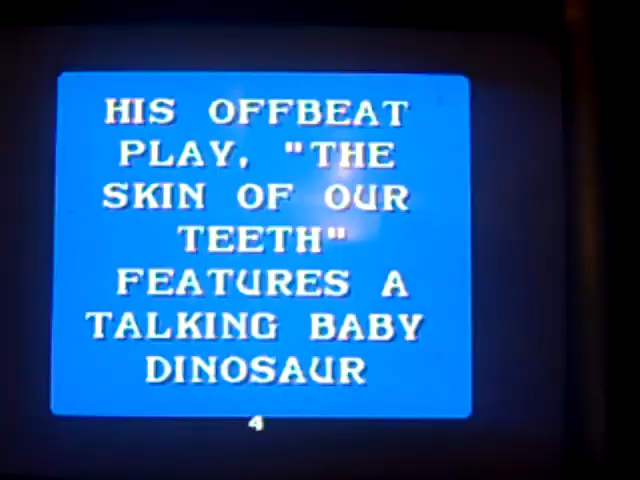 HIS OFFBEAT
PLAY, "THE
SKIN OF OUR
TEETH"
FEATURES A
TALKING BABY
DINOSAUR
4